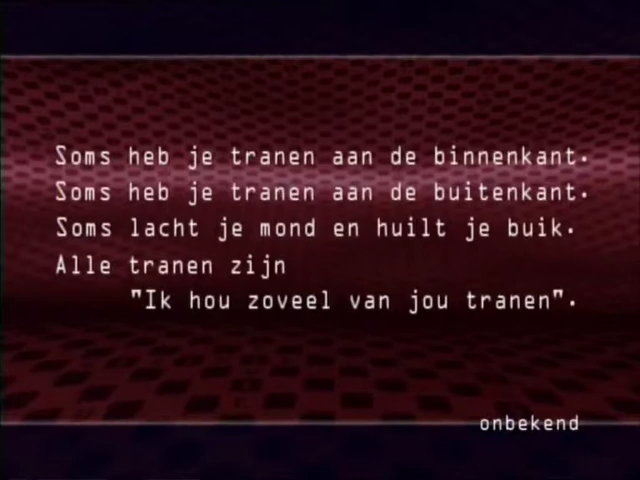 Soms heb je tranen aan de binnenkant.
Soms heb je tranen aan de buitenkant.
Soms lacht je mond en huilt je buik.
Alle tranen zijn
"Ik hou zoveel van jou tranen".
onbekend